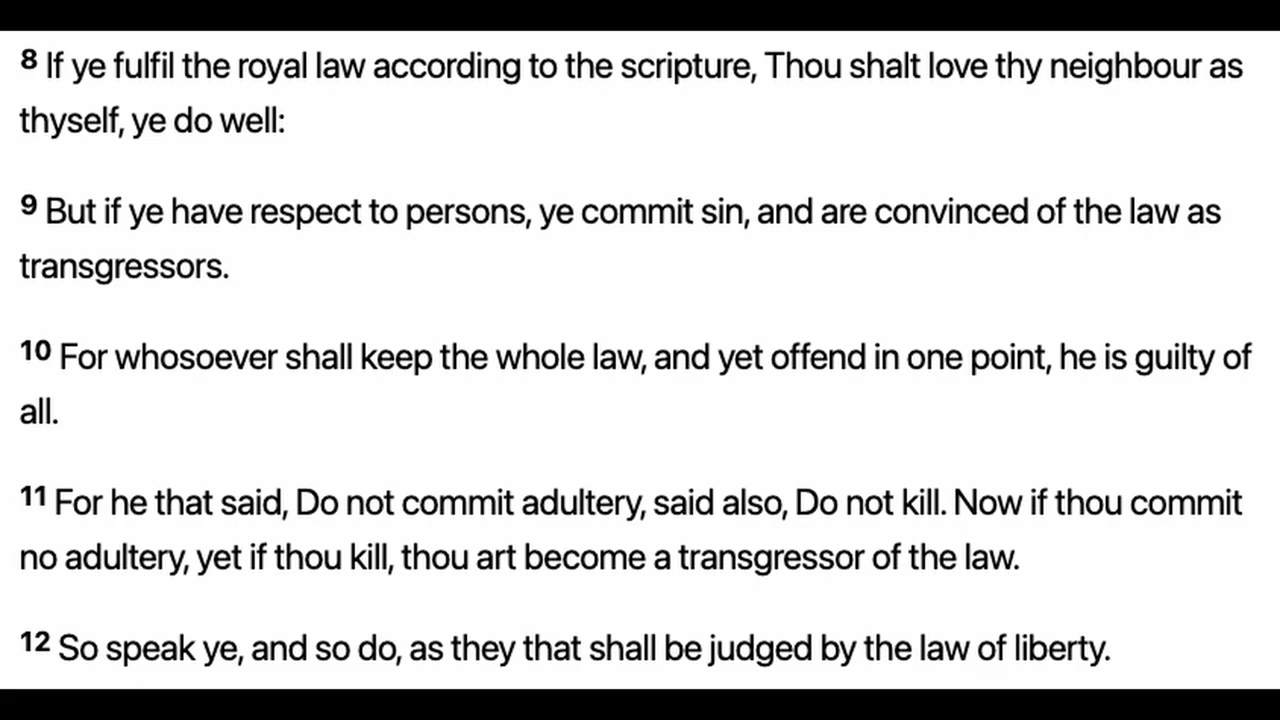 8 If ye fulfil the royal law according to the scripture, Thou shalt love thy neighbour as
thyself, ye do well:
9 But if ye have respect to persons, ye commit sin, and are convinced of the law as
transgressors.
10 For whosoever shall keep the whole law, and yet offend in one point, he is guilty of
all.
11 For he that said, Do not commit adultery, said also, Do not kill. Now if thou commit
no adultery, yet if thou kill, thou art become a transgressor of the law.
12 So speak ye, and so do, as they that shall be judged by the law of liberty.